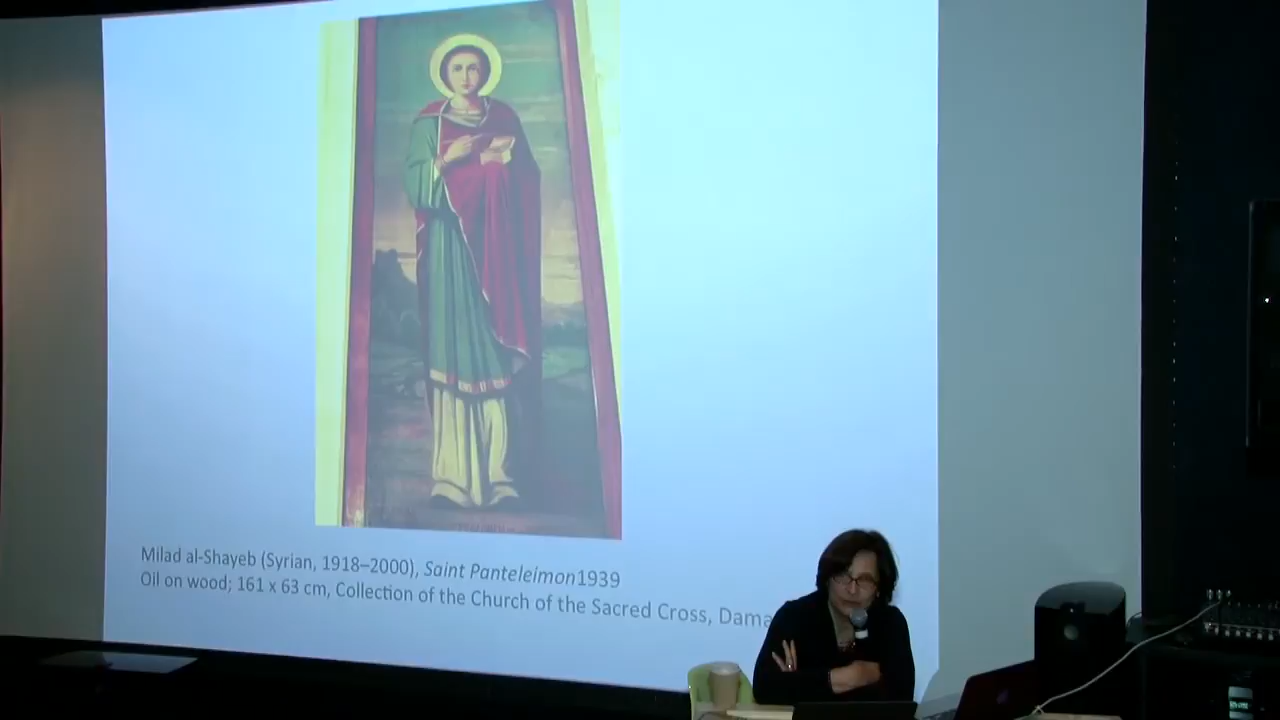 Milad al-Shayeb (Syrian, 1918–2000), Saint Panteleimon1939
Oil on wood; 161 x 63 cm, Collection of the Church of the Sacred Cross, Dama